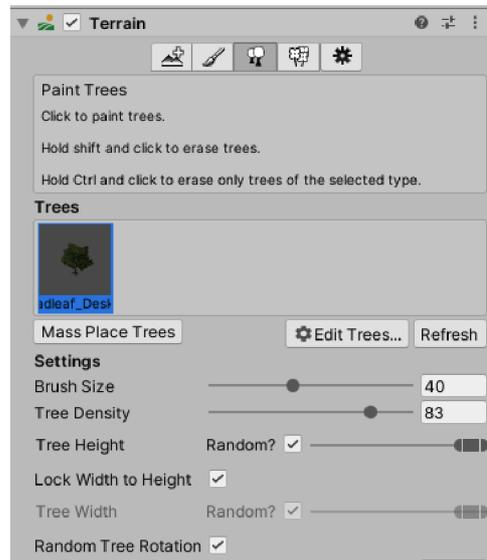 Terrain
Paint Trees
Click to paint trees.
Hold shift and click to erase trees.
Hold Ctrl and click to erase only trees of the selected type.
Trees
adleaf_Desk
Mass Place Trees Edit Trees... Refresh
Settings
Brush Size 40
Tree Density 83
Tree Height Random?
Lock Width to Height
Tree Width Random?
Random Tree Rotation